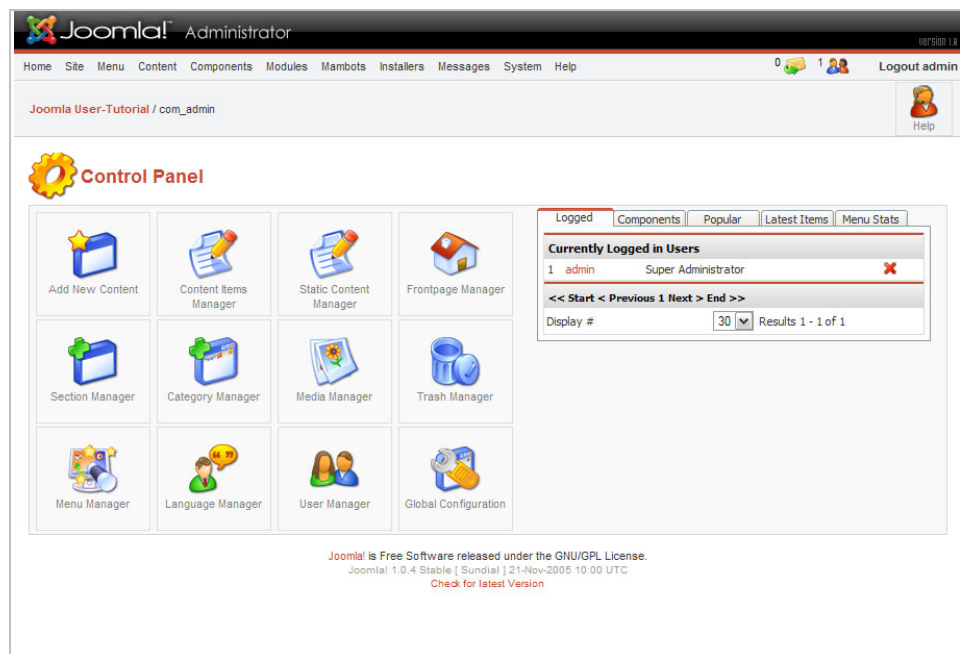 Joomla!™ Administrator
version 1.0
Home Site Menu Content Components Modules Mambots Installers Messages System Help 0 1 Logout admin
Joomla User-Tutorial / com_admin
Help
Control Panel
Logged Components Popular Latest Items Menu Stats
Currently Logged in Users
1 admin Super Administrator
<< Start < Previous 1 Next > End >>
Display # 30 Results 1 - 1 of 1
Add New Content
Content Items
Manager
Static Content
Manager
Frontpage Manager
Section Manager
Category Manager
Media Manager
Trash Manager
Menu Manager
Language Manager
User Manager
Global Configuration
Joomla! is Free Software released under the GNU/GPL License.
Joomla! 1.0.4 Stable [ Sundial ] 21-Nov-2005 10:00 UTC
Check for latest Version